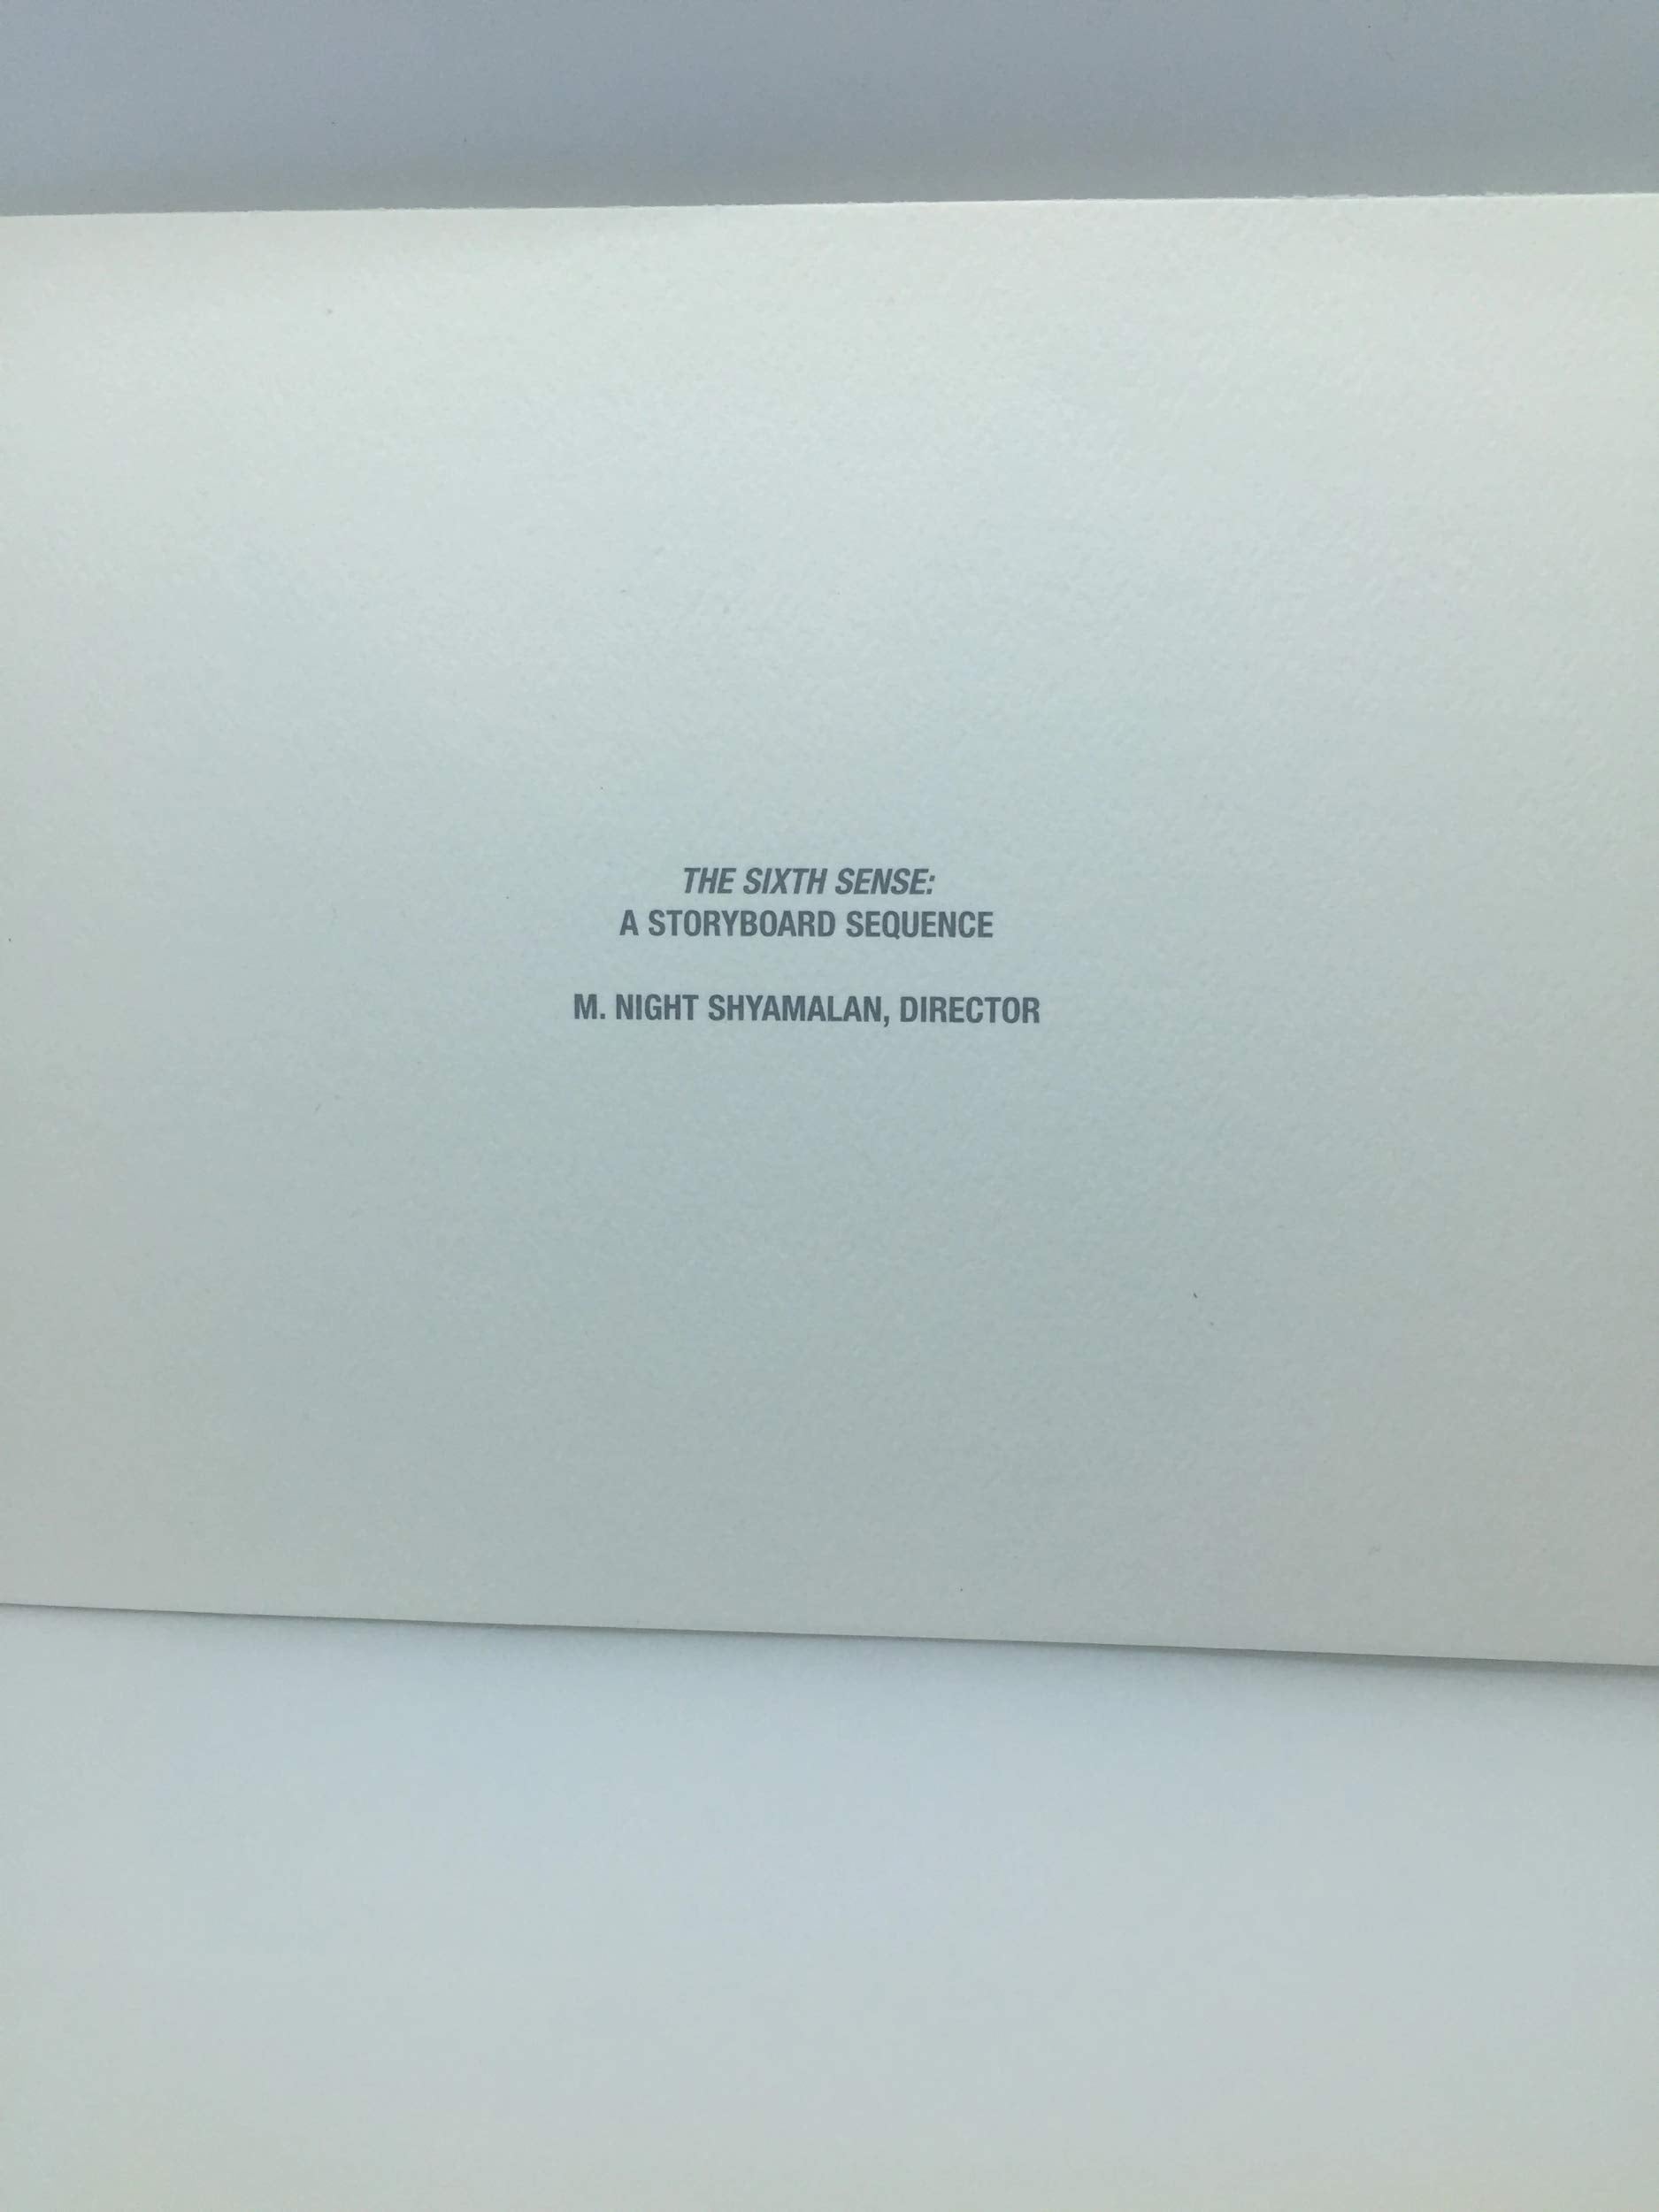 THE SIXTH SENSE:
A STORYBOARD SEQUENCE
M. NIGHT SHYAMALAN, DIRECTOR